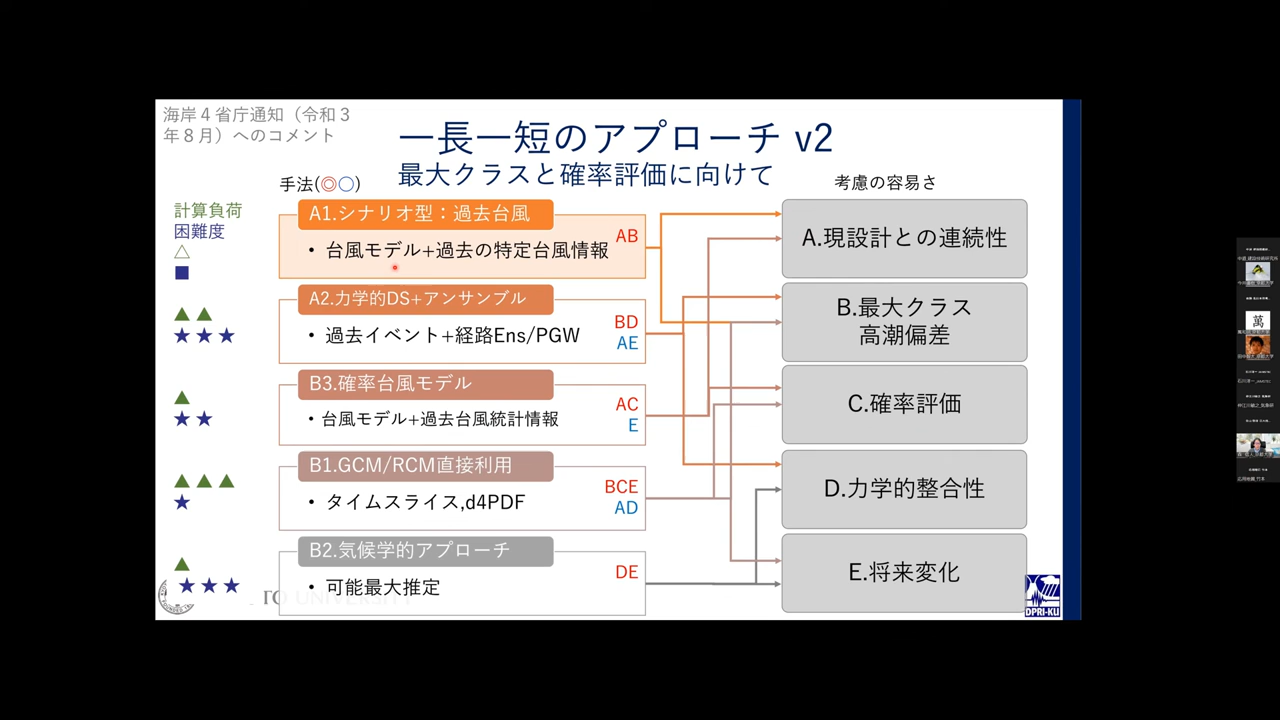 海岸４省庁通知（令和３
年８月）へのコメント
一長一短のアプローチ v2
最大クラスと確率評価に向けて
手法(◎○)
考慮の容易さ
計算負荷
困難度
△
■
A1.シナリオ型：過去台風
・ 台風モデル+過去の特定台風情報
AB
▲▲
★★★
A2.力学的DS+アンサンブル
・ 過去イベント+経路Ens/PGW
BD
AE
▲
★★
B3.確率台風モデル
・台風モデル+過去台風統計情報
AC
E
▲▲▲
★
B1.GCM/RCM直接利用
・ タイムスライス,d4PDF
BCE
AD
▲
★★★
B2.気候学的アプローチ
・ 可能最大推定
DE
A.現設計との連続性
B.最大クラス
高潮偏差
C.確率評価
D.力学的整合性
E.将来変化
TO UNIVERSITY
DPRI-KU
萬